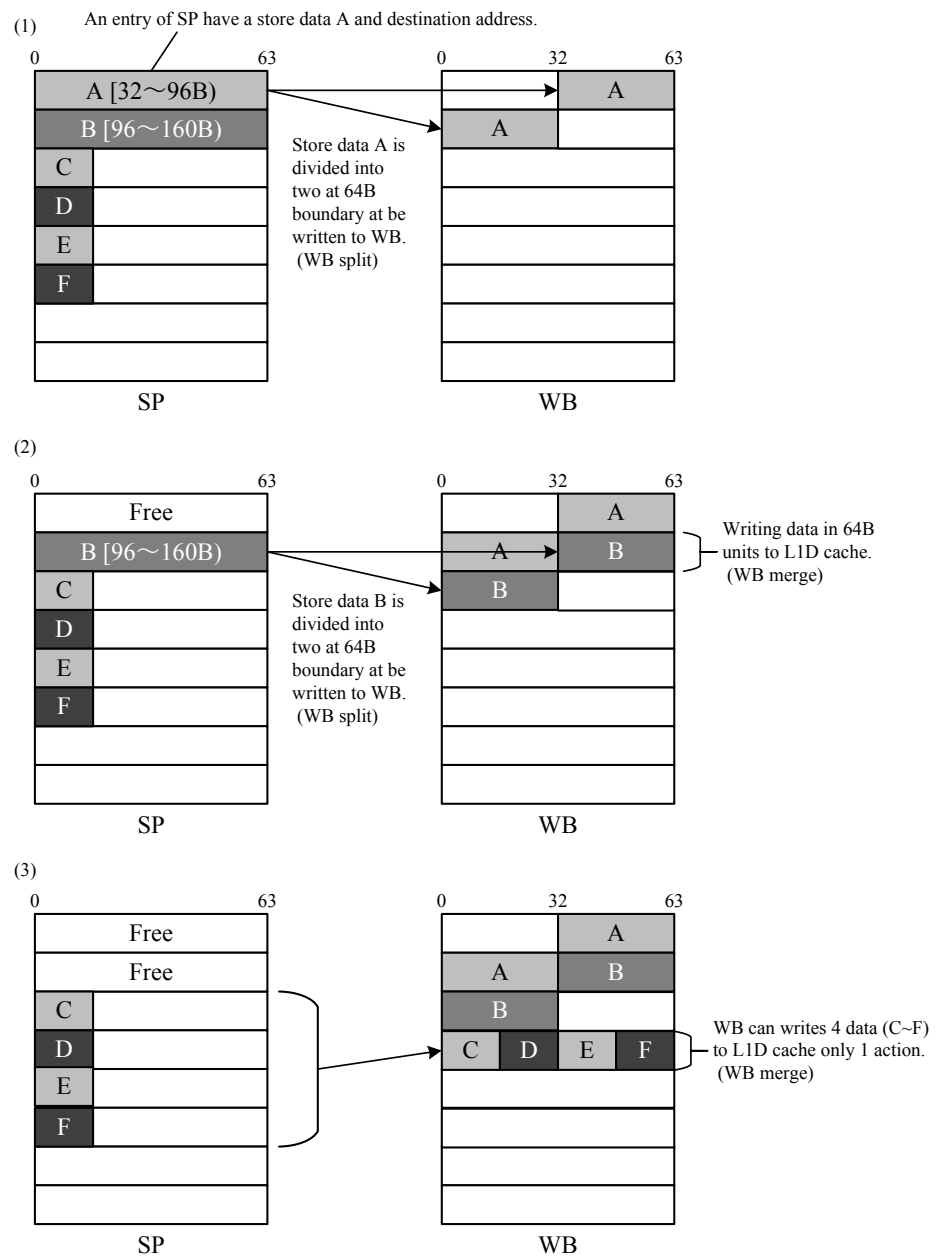 (1)
An entry of SP have a store data A and destination address.
0 63 0 32 63
A [32～96B) A
B [96～160B) A
C
D
E
F
Store data A is
divided into
two at 64B
boundary at be
written to WB.
(WB split)
SP WB
(2)
0 63 0 32 63
Free A
B [96～160B) A B
C B
D
E
F
Store data B is
divided into
two at 64B
boundary at be
written to WB.
(WB split)
Writing data in 64B
units to L1D cache.
(WB merge)
SP WB
(3)
0 63 0 32 63
Free A
Free A B
C B
D C D E F
E
F
WB can writes 4 data (C~F)
to L1D cache only 1 action.
(WB merge)
SP WB